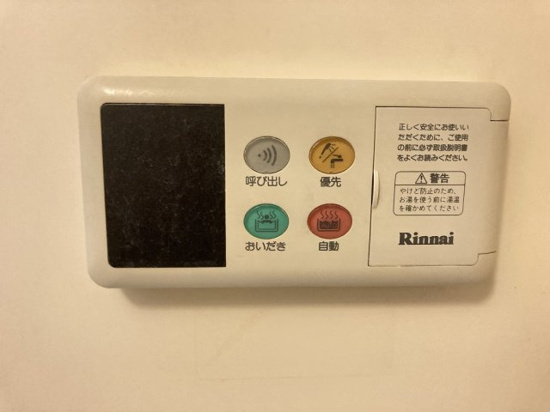 呼び出し
優先
おいだき
自動
正しく安全にお使いい
ただくために、ご使用
の前に必ず取扱説明書
をよくお読みください。
警告
やけど防止のため、
お湯を使う前に湯温
を確かめてください
Rinnai